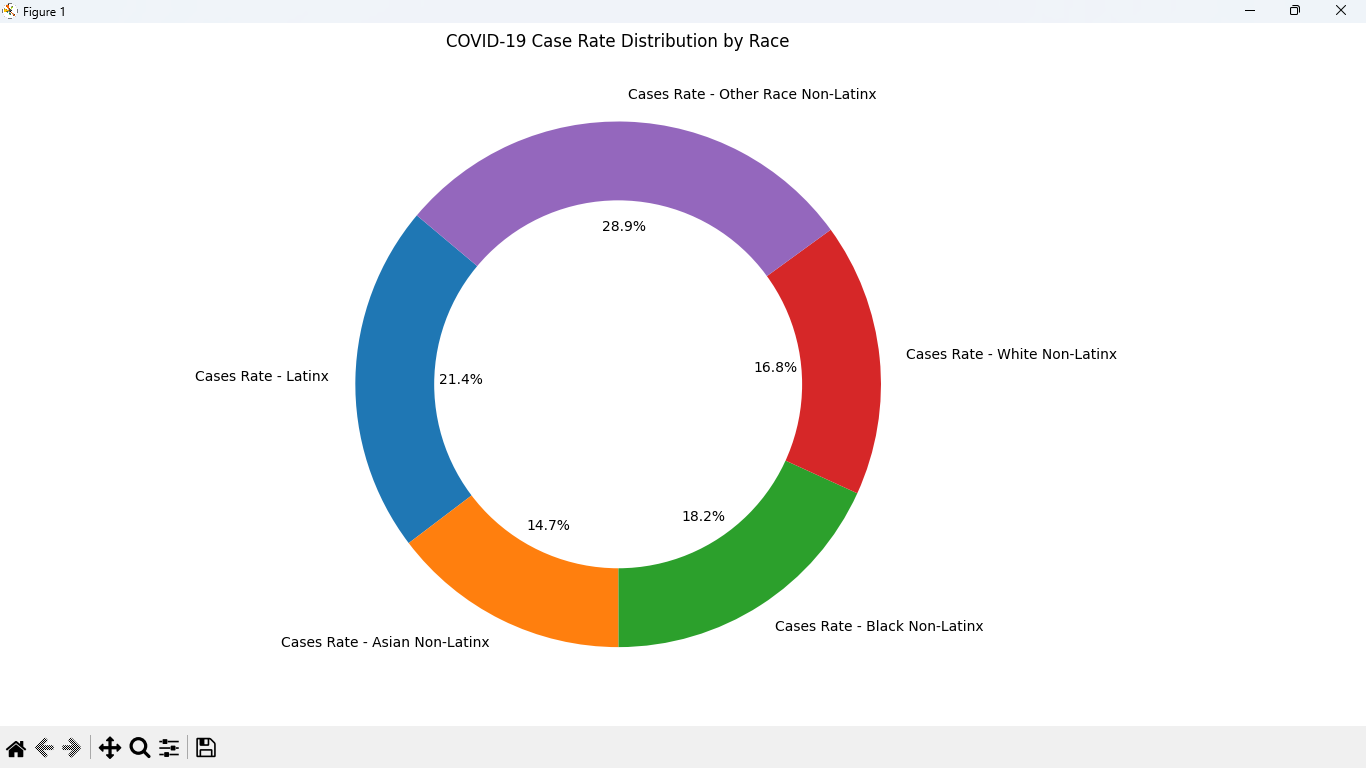 Figure 1
COVID-19 Case Rate Distribution by Race
Cases Rate - Other Race Non-Latinx
28.9%
Cases Rate - White Non-Latinx
16.8%
Cases Rate - Latinx
21.4%
18.2%
14.7%
Cases Rate - Black Non-Latinx
Cases Rate - Asian Non-Latinx